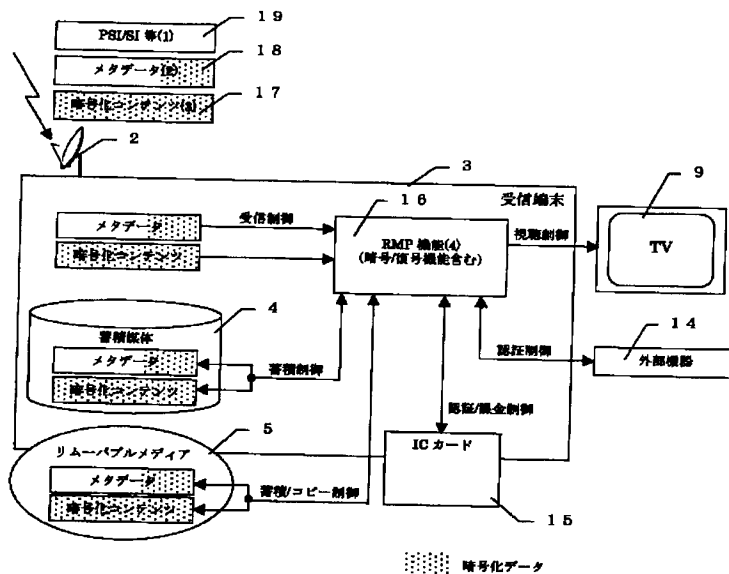 PSI/SI 等(1)
19
メタデータ(2)
18
暗号化コンテンツ(3)
17
2
3
受信端末
メタデータ
受信制御
暗号化コンテンツ
16
RMP 機能(4)
(暗号/復号機能含む)
視聴制御
9
TV
4
蓄積媒体
メタデータ
暗号化コンテンツ
蓄積制御
認証制御
14
外部機器
認証/課金制御
5
リムーバブルメディア
メタデータ
暗号化コンテンツ
蓄積/コピー制御
IC カード
15
暗号化データ